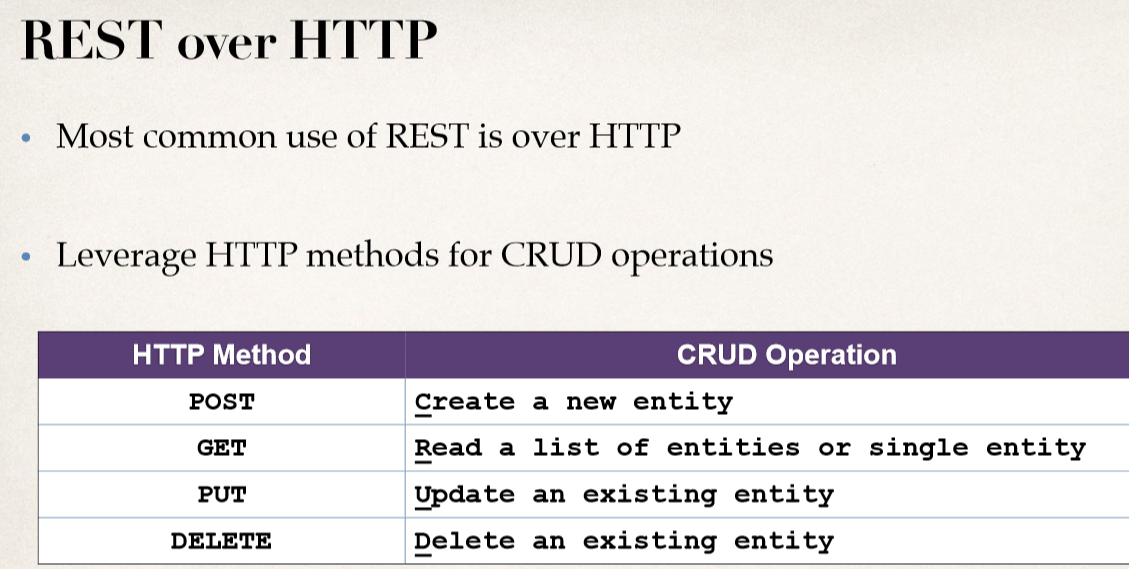 REST over HTTP
• Most common use of REST is over HTTP
• Leverage HTTP methods for CRUD operations
HTTP Method CRUD Operation
POST Create a new entity
GET Read a list of entities or single entity
PUT Update an existing entity
DELETE Delete an existing entity